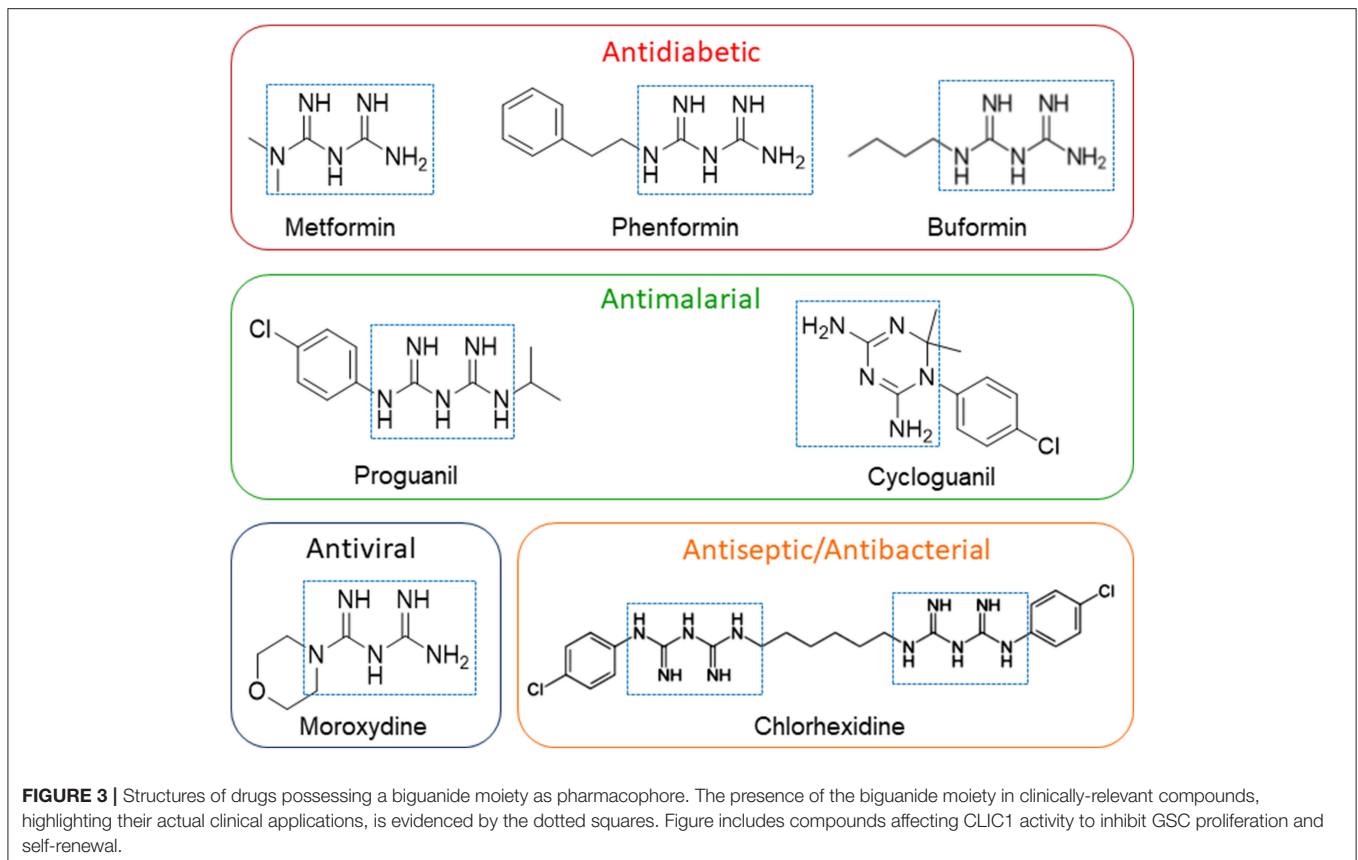 Antidiabetic
NH NH
N N NH2
H
Metformin
NH NH
N N NH2
H H
Phenformin
NH NH
N N NH2
H H
Buformin
Antimalarial
Cl NH NH
N N N
H H H
Proguanil
H2N N
N N
NH2 Cl
Cycloguanil
Antiviral
NH NH
N N NH2
O H
Moroxydine
Antiseptic/Antibacterial
Cl
H H H NH NH
N N N N N N
Cl NH NH H H H
Chlorhexidine
FIGURE 3 | Structures of drugs possessing a biguanide moiety as pharmacophore. The presence of the biguanide moiety in clinically-relevant compounds,
highlighting their actual clinical applications, is evidenced by the dotted squares. Figure includes compounds affecting CLIC1 activity to inhibit GSC proliferation and
self-renewal.